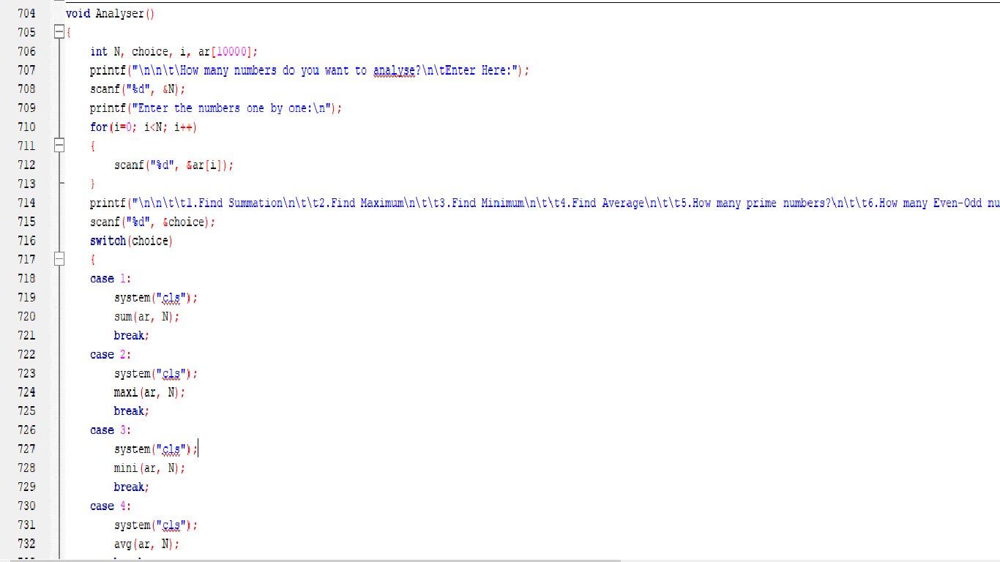 704 void Analyser()
705 {
706 int N, choice, i, ar[10000];
707 printf("\n\n\t\How many numbers do you want to analyse?\n\tEnter Here:");
708 scanf("%d", &N);
709 printf("Enter the numbers one by one:\n");
710 for(i=0; i<N; i++)
711 {
712 scanf("%d", &ar[i]);
713 }
714 printf("\n\n\t\t1.Find Summation\n\t\t2.Find Maximum\n\t\t3.Find Minimum\n\t\t4.Find Average\n\t\t5.How many prime numbers?\n\t\t6.How many Even-Odd nu
715 scanf("%d", &choice);
716 switch(choice)
717 {
718 case 1:
719 system("cls");
720 sum(ar, N);
721 break;
722 case 2:
723 system("cls");
724 maxi(ar, N);
725 break;
726 case 3:
727 system("cls");
728 mini(ar, N);
729 break;
730 case 4:
731 system("cls");
732 avg(ar, N);